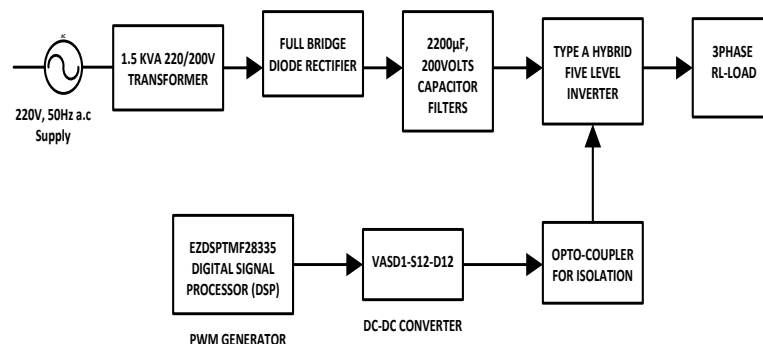 AC
220V, 50Hz a.c
Supply
1.5 KVA 220/200V
TRANSFORMER
FULL BRIDGE
DIODE RECTIFIER
2200µF,
200VOLTS
CAPACITOR
FILTERS
TYPE A HYBRID
FIVE LEVEL
INVERTER
3PHASE
RL-LOAD
EZDSPTMF28335
DIGITAL SIGNAL
PROCESSOR (DSP)
PWM GENERATOR
VASD1-S12-D12
DC-DC CONVERTER
OPTO-COUPLER
FOR ISOLATION